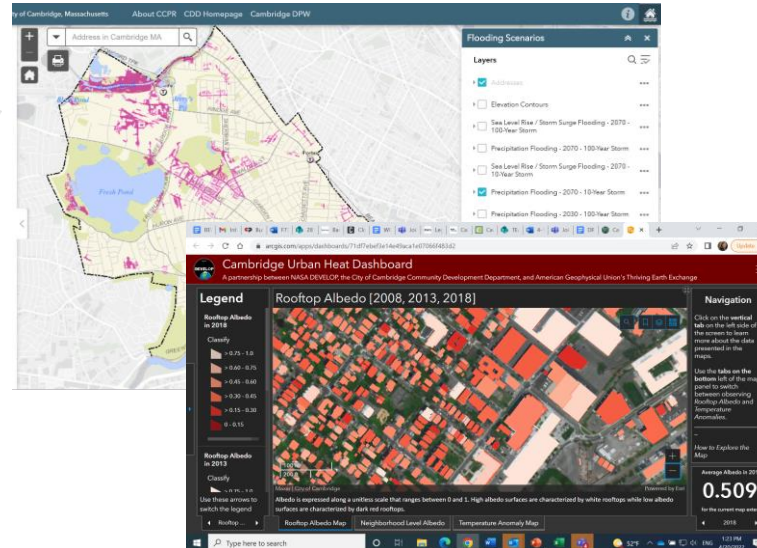 y of Cambridge, Massachusetts About CCPR CDD Homepage Cambridge DPW
Address in Cambridge MA
Flooding Scenarios
Layers
Addresses
Elevation Contours
Sea Level Rise / Storm Surge Flooding - 2070 -
100-Year Storm
Precipitation Flooding - 2070 - 100-Year Storm
Sea Level Rise / Storm Surge Flooding - 2070 -
10-Year Storm
Precipitation Flooding - 2070 - 10-Year Storm
Precipitation Flooding - 2030 - 100-Year Storm
Fresh Pond
Update
Cambridge Urban Heat Dashboard
A partnership between NASA DEVELOP, the City of Cambridge Community Development Department, and American Geophysical Union's Thriving Earth Exchange
Legend
Rooftop Albedo
in 2018
Classify
> 0.75 - 1.0
> 0.60 - 0.75
> 0.45 - 0.60
> 0.30 - 0.45
> 0.15 - 0.30
0 - 0.15
Rooftop Albedo
in 2013
Classify
Use these arrows to
switch the legend
Rooftop ...
Rooftop Albedo [2008, 2013, 2018]
Powered by Esri
Albedo is expressed along a unitless scale that ranges between 0 and 1. High albedo surfaces are characterized by white rooftops while low albedo
surfaces are characterized by dark red rooftops.
Rooftop Albedo Map Neighborhood Level Albedo Temperature Anomaly Map
Navigation
Click on the vertical
tab on the left side of
the screen to learn
more about the data
presented in the
maps.
Use the tabs on the
bottom left of the map
panel to switch
between observing
Rooftop Albedo and
Temperature
Anomalies.
How to Explore the
Map
Average Albedo in 201
0.509
for the current map exten
2018
Type here to search
52°F
ENG
1:23 PM